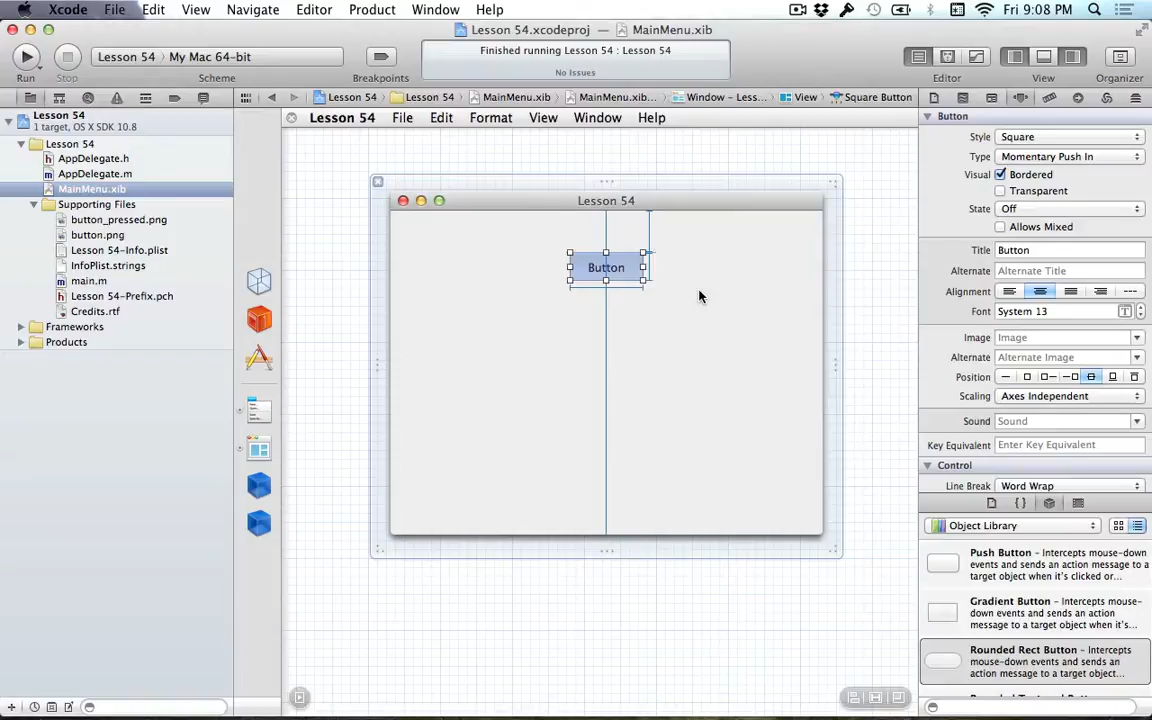 Xcode File Edit View Navigate Editor Product Window Help Fri 9:08 PM
Lesson 54.xcodeproj — MainMenu.xib
Lesson 54 › My Mac 64-bit
Finished running Lesson 54 : Lesson 54
No Issues
Run Stop Scheme Breakpoints Editor View Organizer
Lesson 54 Lesson 54 MainMenu.xib MainMenu.xib... Window - Less... View Square Button
Lesson 54
1 target, OS X SDK 10.8
Lesson 54
AppDelegate.h
AppDelegate.m
MainMenu.xib
Supporting Files
button_pressed.png
button.png
Lesson 54-Info.plist
InfoPlist.strings
main.m
Lesson 54-Prefix.pch
Credits.rtf
Frameworks
Products
Lesson 54 File Edit Format View Window Help
Lesson 54
Button
Button
Style Square
Type Momentary Push In
Visual Bordered
Transparent
State Off
Allows Mixed
Title Button
Alternate Alternate Title
Alignment
Font System 13
Image Image
Alternate Alternate Image
Position
Scaling Axes Independent
Sound Sound
Key Equivalent Enter Key Equivalent
Control
Line Break Word Wrap
Object Library
Push Button - Intercepts mouse-down
events and sends an action message to a
target object when it's clicked or...
Gradient Button - Intercepts mouse-
down events and sends an action
message to a target object when it's...
Rounded Rect Button - Intercepts
mouse-down events and sends an
action message to a target object...